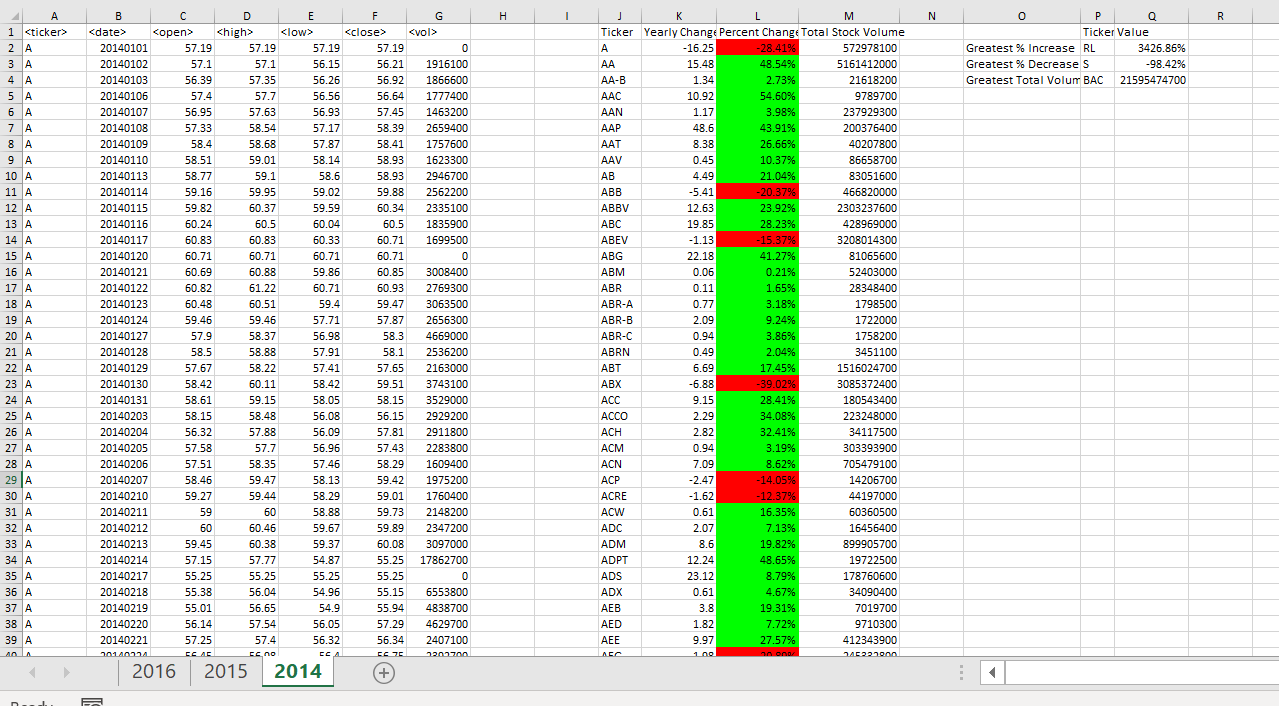 A B C D E F G H I J K L M N O P Q R
1 <ticker> <date> <open> <high> <low> <close> <vol> Ticker Yearly Change Percent Change Total Stock Volume Ticker Value
2 A 20140101 57.19 57.19 57.19 57.19 0 A -16.25 -28.41% 572978100 Greatest % Increase RL 3426.86%
3 A 20140102 57.1 57.1 56.15 56.21 1916100 AA 15.48 48.54% 5161412000 Greatest % Decrease S -98.42%
4 A 20140103 56.39 57.35 56.26 56.92 1866600 AA-B 1.34 2.73% 21618200 Greatest Total Volum BAC 21595474700
5 A 20140106 57.4 57.7 56.56 56.64 1777400 AAC 10.92 54.60% 9789700
6 A 20140107 56.95 57.63 56.93 57.45 1463200 AAN 1.17 3.98% 237929300
7 A 20140108 57.33 58.54 57.17 58.39 2659400 AAP 48.6 43.91% 200376400
8 A 20140109 58.4 58.68 57.87 58.41 1757600 AAT 8.38 26.66% 40207800
9 A 20140110 58.51 59.01 58.14 58.93 1623300 AAV 0.45 10.37% 86658700
10 A 20140113 58.77 59.1 58.6 58.93 2946700 AB 4.49 21.04% 83051600
11 A 20140114 59.16 59.95 59.02 59.88 2562200 ABB -5.41 -20.37% 466820000
12 A 20140115 59.82 60.37 59.59 60.34 2335100 ABBV 12.63 23.92% 2303237600
13 A 20140116 60.24 60.5 60.04 60.5 1835900 ABC 19.85 28.23% 428969000
14 A 20140117 60.83 60.83 60.33 60.71 1699500 ABEV -1.13 -15.37% 3208014300
15 A 20140120 60.71 60.71 60.71 60.71 0 ABG 22.18 41.27% 81065600
16 A 20140121 60.69 60.88 59.86 60.85 3008400 ABM 0.06 0.21% 52403000
17 A 20140122 60.82 61.22 60.71 60.93 2769300 ABR 0.11 1.65% 28348400
18 A 20140123 60.48 60.51 59.4 59.47 3063500 ABR-A 0.77 3.18% 1798500
19 A 20140124 59.46 59.46 57.71 57.87 2656300 ABR-B 2.09 9.24% 1722000
20 A 20140127 57.9 58.37 56.98 58.3 4669000 ABR-C 0.94 3.86% 1758200
21 A 20140128 58.5 58.88 57.91 58.1 2536200 ABRN 0.49 2.04% 3451100
22 A 20140129 57.67 58.22 57.41 57.65 2163000 ABT 6.69 17.45% 1516024700
23 A 20140130 58.42 60.11 58.42 59.51 3743100 ABX -6.88 -39.02% 3085372400
24 A 20140131 58.61 59.15 58.05 58.15 3529000 ACC 9.15 28.41% 180543400
25 A 20140203 58.15 58.48 56.08 56.15 2929200 ACCO 2.29 34.08% 223248000
26 A 20140204 56.32 57.88 56.09 57.81 2911800 ACH 2.82 32.41% 34117500
27 A 20140205 57.58 57.7 56.96 57.43 2283800 ACM 0.94 3.19% 303393900
28 A 20140206 57.51 58.35 57.46 58.29 1609400 ACN 7.09 8.62% 705479100
29 A 20140207 58.46 59.47 58.13 59.42 1975200 ACP -2.47 -14.05% 14206700
30 A 20140210 59.27 59.44 58.29 59.01 1760400 ACRE -1.62 -12.37% 44197000
31 A 20140211 59 60 58.88 59.73 2148200 ACW 0.61 16.35% 60360500
32 A 20140212 60 60.46 59.67 59.89 2347200 ADC 2.07 7.13% 16456400
33 A 20140213 59.45 60.38 59.37 60.08 3097000 ADM 8.6 19.82% 899905700
34 A 20140214 57.15 57.77 54.87 55.25 17862700 ADPT 12.24 48.65% 19722500
35 A 20140217 55.25 55.25 55.25 55.25 0 ADS 23.12 8.79% 178760600
36 A 20140218 55.38 56.04 54.96 55.15 6553800 ADX 0.61 4.67% 34090400
37 A 20140219 55.01 56.65 54.9 55.94 4838700 AEB 3.8 19.31% 7019700
38 A 20140220 56.14 57.54 56.05 57.29 4629700 AED 1.82 7.72% 9710300
39 A 20140221 57.25 57.4 56.32 56.34 2407100 AEE 9.97 27.57% 412343900
2016 2015 2014
Ready